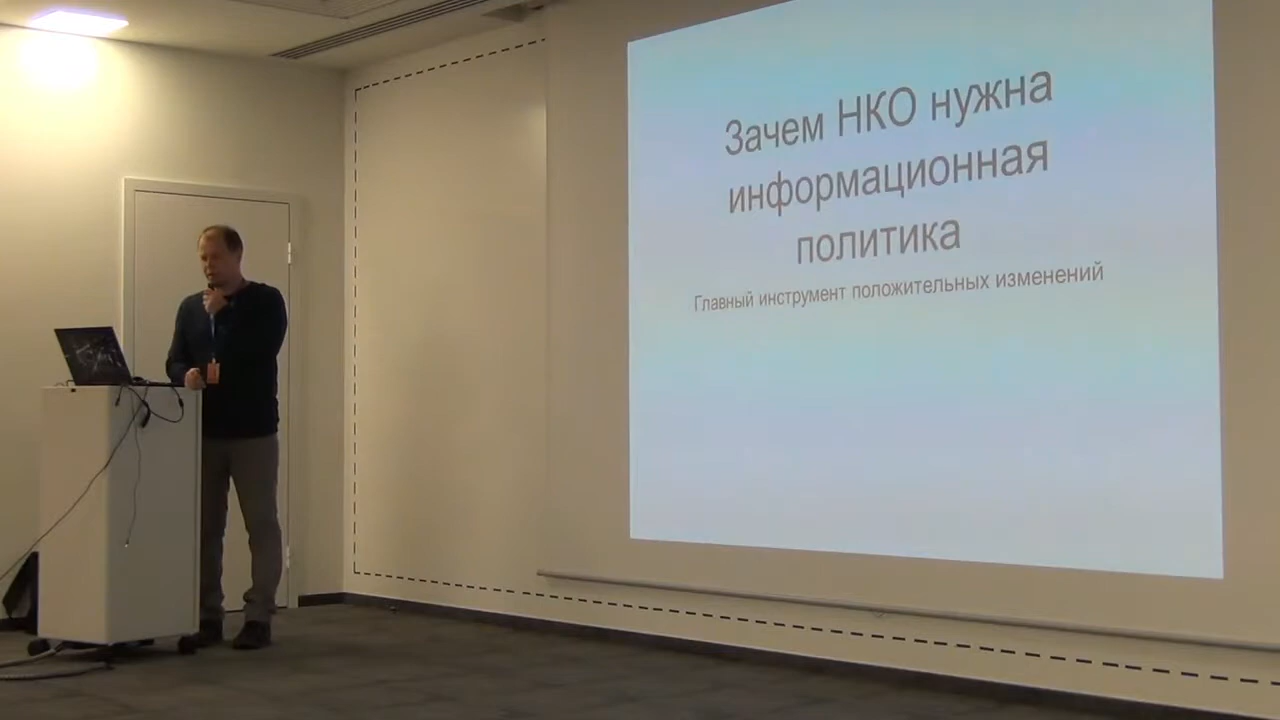 Зачем НКО нужна
информационная
политика
Главный инструмент положительных изменений